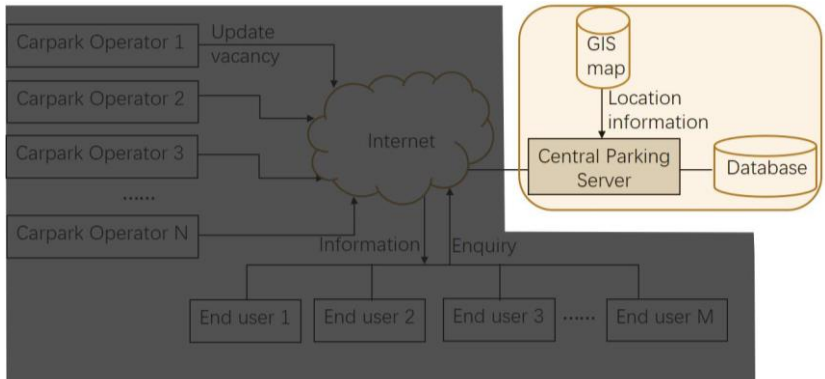 Carpark Operator 1
Update
vacancy
Carpark Operator 2
Carpark Operator 3
......
Carpark Operator N
Internet
GIS
map
Location
information
Central Parking
Server
Database
Information
Enquiry
End user 1
End user 2
End user 3
......
End user M